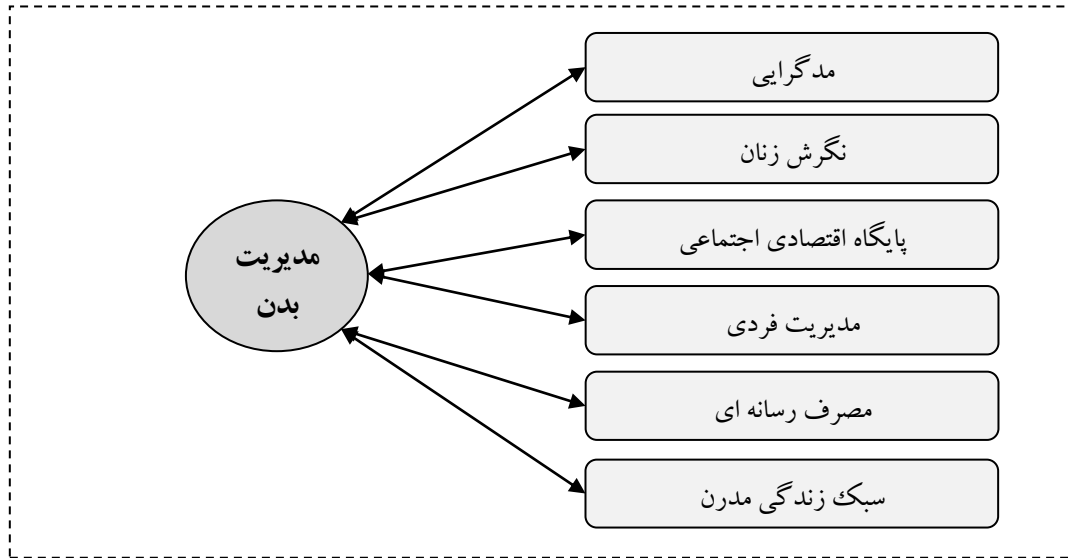 مدگرایی
نگرش زنان
پایگاه اقتصادی اجتماعی
مدیریت فردی
مصرف رسانه ای
سبک زندگی مدرن
مدیریت
بدن